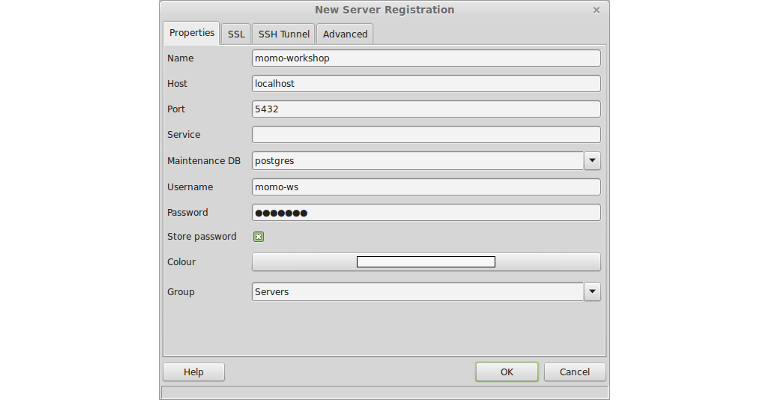 New Server Registration
Properties SSL SSH Tunnel Advanced
Name momo-workshop
Host localhost
Port 5432
Service
Maintenance DB postgres
Username momo-ws
Password ●●●●●●●
Store password
Colour
Group Servers
Help OK Cancel